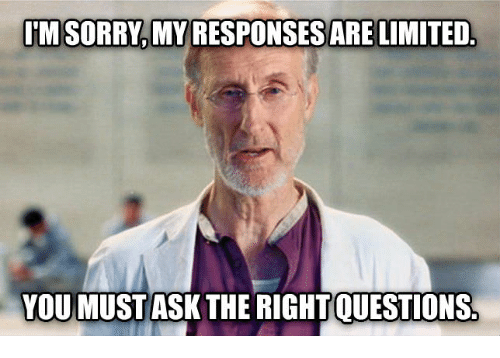 I'M SORRY, MY RESPONSES ARE LIMITED.
YOU MUST ASK THE RIGHT QUESTIONS.